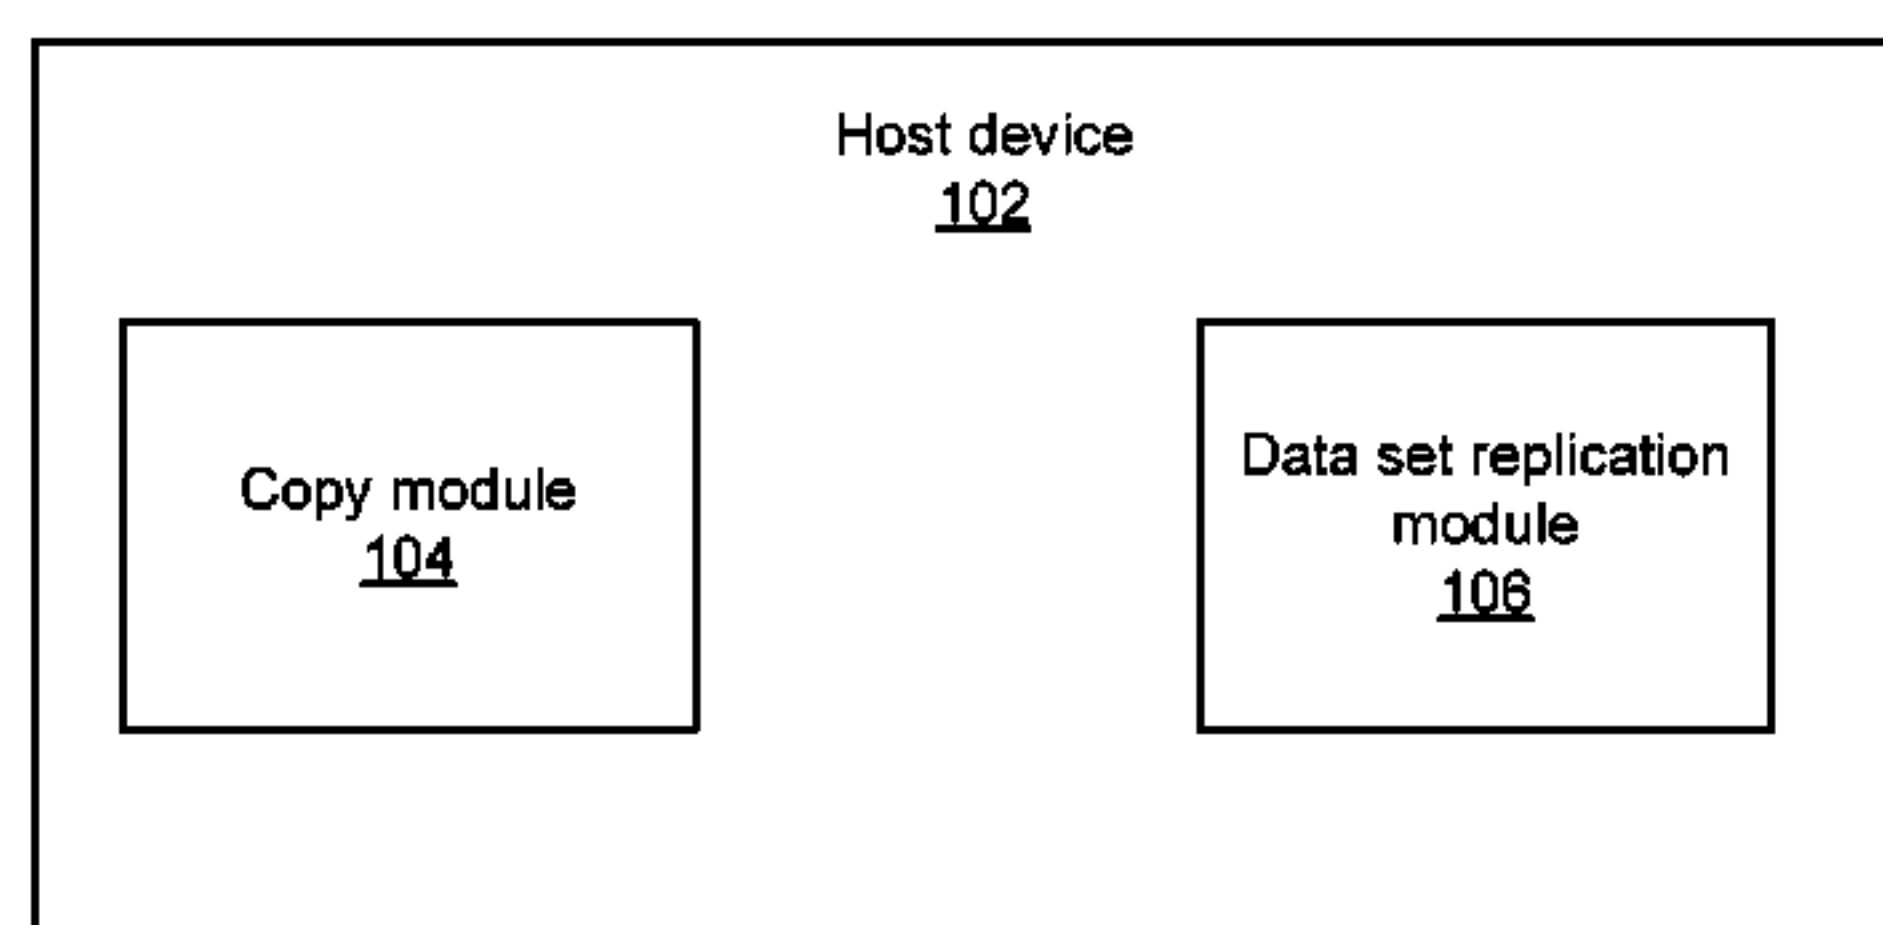 Host device
102
Copy module
104
Data set replication
module
106